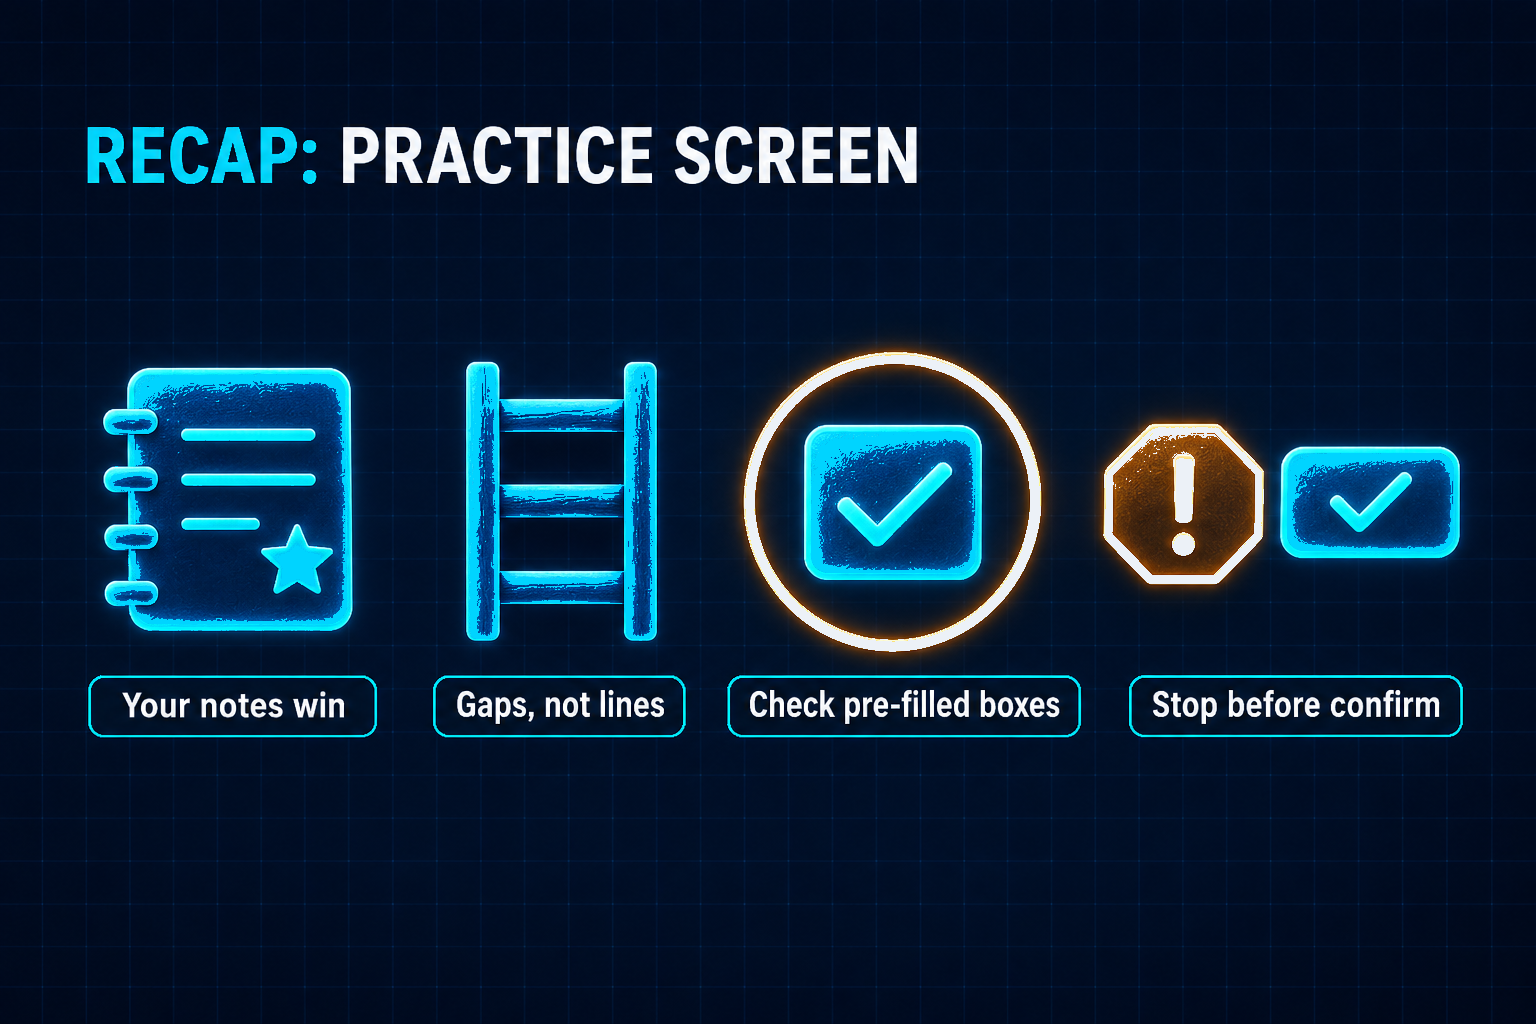 RECAP: PRACTICE SCREEN
Your notes win
Gaps, not lines
Check pre-filled boxes
Stop before confirm